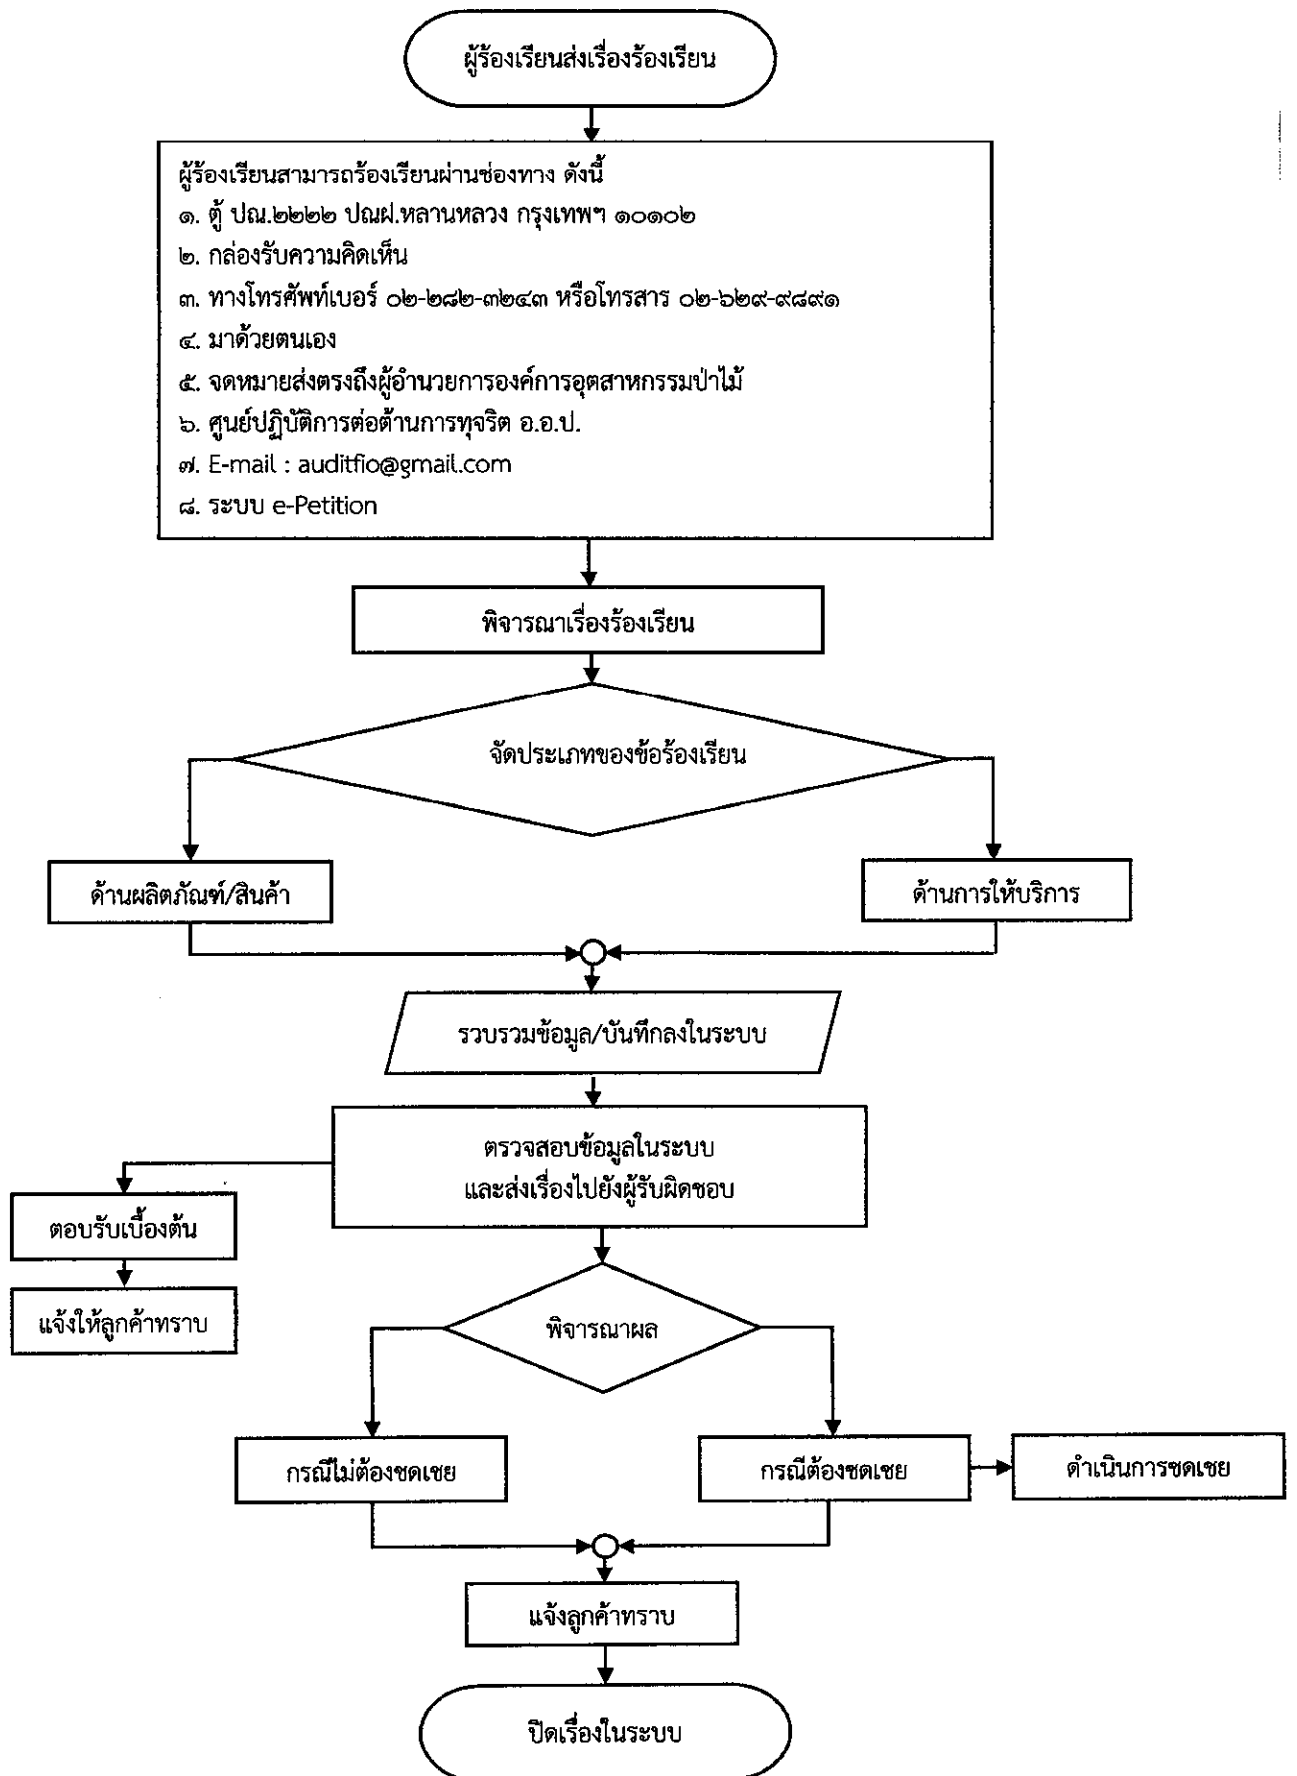 ผู้ร้องเรียนส่งเรื่องร้องเรียน
ผู้ร้องเรียนสามารถร้องเรียนผ่านช่องทาง ดังนี้
๑. ตู้ ปณ.๒๒๒๒ ปณฝ.หลานหลวง กรุงเทพฯ ๑๐๑๐๒
๒. กล่องรับความคิดเห็น
๓. ทางโทรศัพท์เบอร์ ๐๒-๒๘๒-๓๒๔๓ หรือโทรสาร ๐๒-๖๒๙-๙๘๙๑
๔. มาด้วยตนเอง
๕. จดหมายส่งตรงถึงผู้อำนวยการองค์การอุตสาหกรรมป่าไม้
๖. ศูนย์ปฏิบัติการต่อต้านการทุจริต อ.อ.ป.
๗. E-mail : auditfio@gmail.com
๘. ระบบ e-Petition
พิจารณาเรื่องร้องเรียน
จัดประเภทของข้อร้องเรียน
ด้านผลิตภัณฑ์/สินค้า
ด้านการให้บริการ
รวบรวมข้อมูล/บันทึกลงในระบบ
ตรวจสอบข้อมูลในระบบ
และส่งเรื่องไปยังผู้รับผิดชอบ
ตอบรับเบื้องต้น
แจ้งให้ลูกค้าทราบ
พิจารณาผล
กรณีไม่ต้องชดเชย
กรณีต้องชดเชย
ดำเนินการชดเชย
แจ้งลูกค้าทราบ
ปิดเรื่องในระบบ